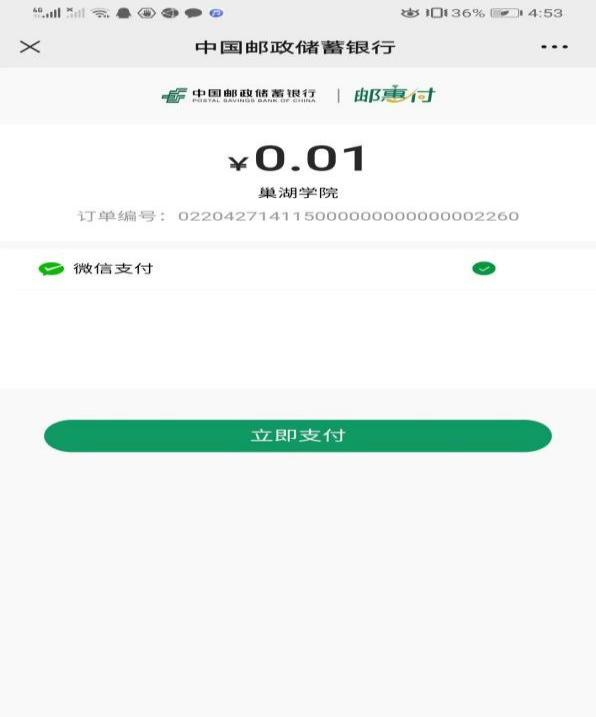 4G 36% 4:53
中国邮政储蓄银行
中国邮政储蓄银行 | 邮惠付
POSTAL SAVINGS BANK OF CHINA
¥0.01
巢湖学院
订单编号：0220427141150000000000000002260
微信支付
立即支付